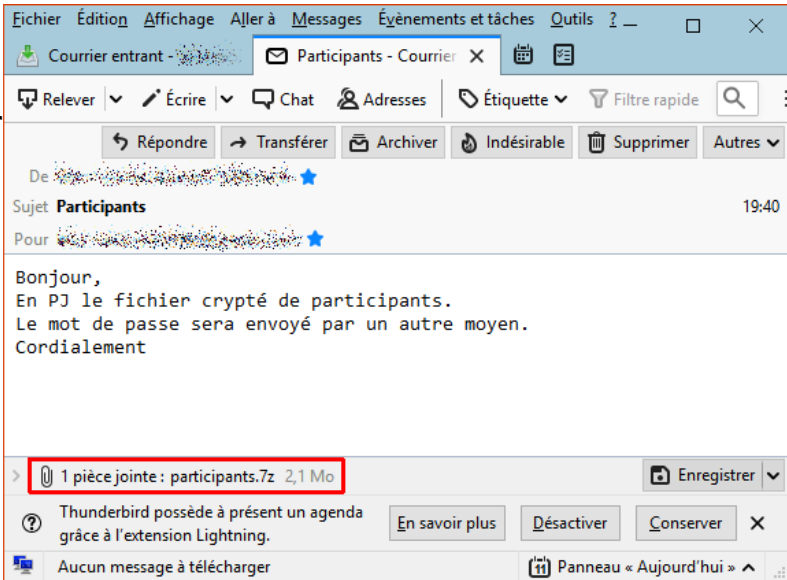 Fichier Édition Affichage Aller à Messages Évènements et tâches Outils ?
Courrier entrant - Participants - Courrier
Relever Écrire Chat Adresses Étiquette Filtre rapide
Répondre Transférer Archiver Indésirable Supprimer Autres
De
Sujet Participants 19:40
Pour
Bonjour,
En PJ le fichier crypté de participants.
Le mot de passe sera envoyé par un autre moyen.
Cordialement
1 pièce jointe : participants.7z 2,1 Mo Enregistrer
Thunderbird possède à présent un agenda
grâce à l'extension Lightning.
En savoir plus Désactiver Conserver
Aucun message à télécharger 11 Panneau « Aujourd'hui »